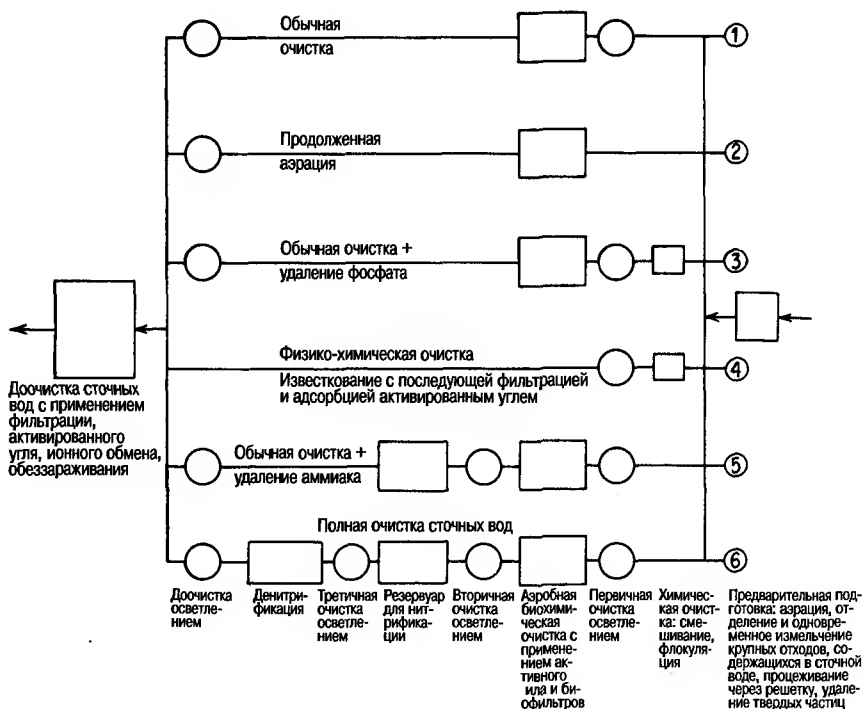 Обычная
очистка
①
Продолженная
аэрация
②
Обычная очистка +
удаление фосфата
③
Физико-химическая очистка
Известкование с последующей фильтрацией
и адсорбцией активированным углем
④
Доочистка сточных
вод с применением
фильтрации,
активированного
угля, ионного обмена,
обеззараживания
Обычная очистка +
удаление аммиака
⑤
Полная очистка сточных вод
⑥
Доочистка
осветле-
нием
Денитри-
фикация
Третичная
очистка
осветле-
нием
Резервуар
для нит-
рифика-
ции
Вторичная
очистка
осветле-
нием
Аэробная
биохими-
ческая
очистка с
примене-
нием ак-
тивного
ила и би-
офильтров
Первичная
очистка
осветле-
нием
Химичес-
кая очист-
ка: сме-
шивание,
флокуля-
ция
Предварительная под-
готовка: аэрация, от-
деление и одновре-
менное измельчение
крупных отходов, со-
держащихся в сточной
воде, процеживание
через решетку, удале-
ние твердых частиц